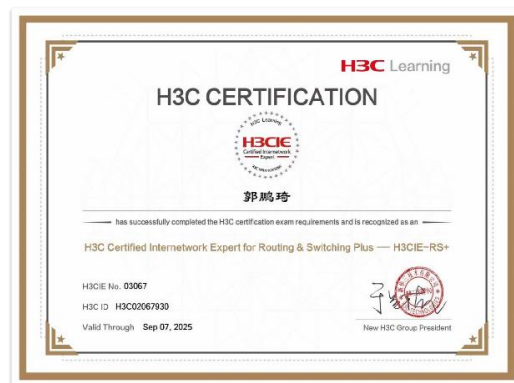 H3C Learning
H3C CERTIFICATION
H3C Learning
H3CIE
Certified Internetwork
Expert
郭鹏琦
has successfully completed the H3C certification exam requirements and is recognized as an
H3C Certified Internetwork Expert for Routing & Switching Plus — H3CIE-RS+
H3CIE No. 03067
H3C ID H3C02067930
Valid Through Sep 07, 2025
New H3C Group President